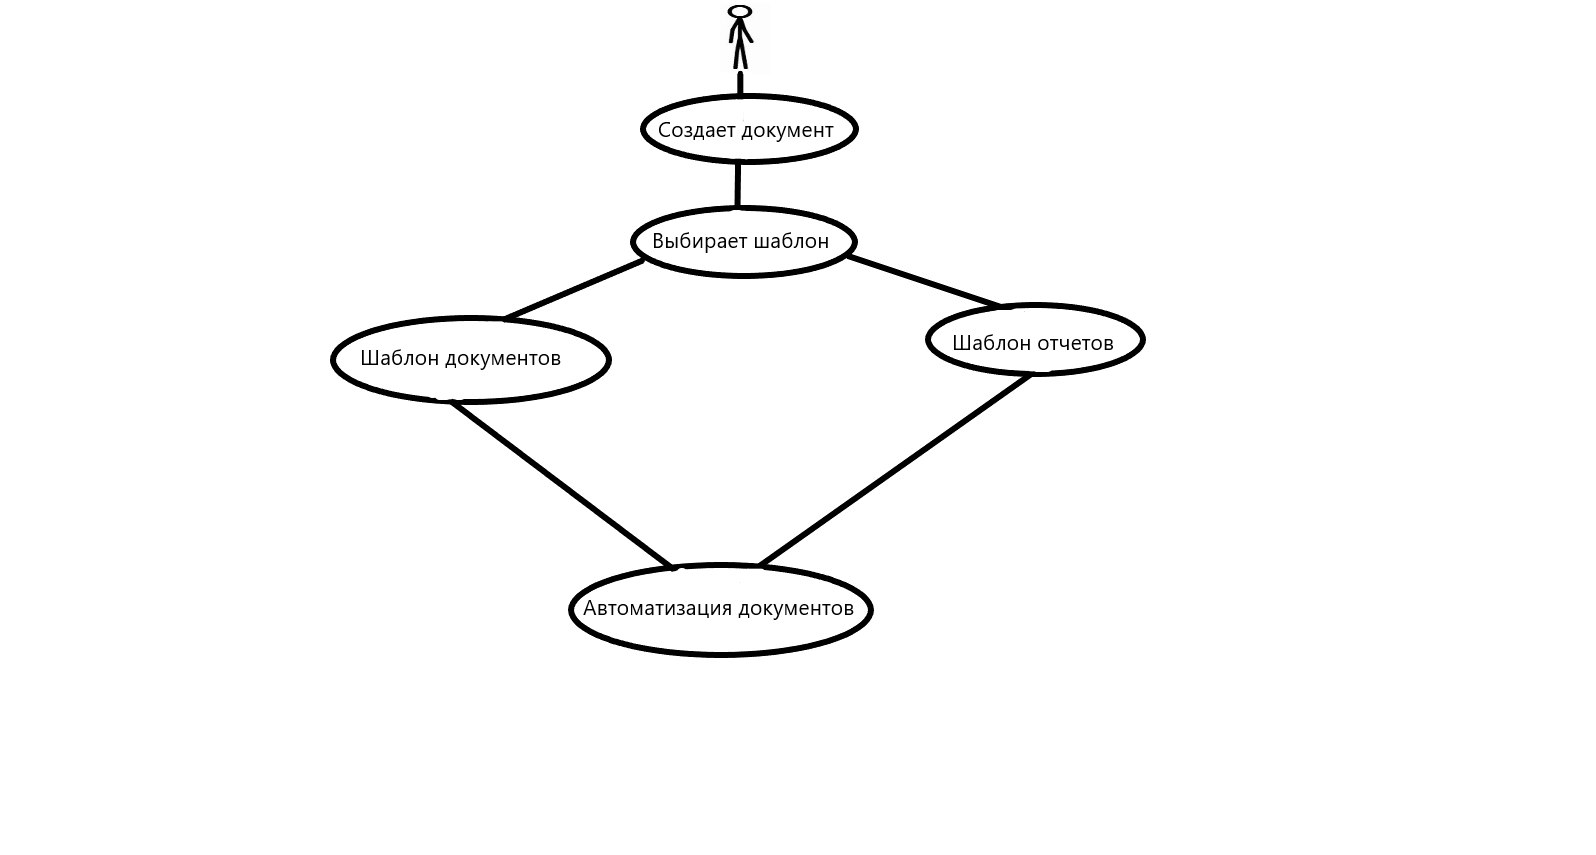 Создает документ
Выбирает шаблон
Шаблон документов
Шаблон отчетов
Автоматизация документов